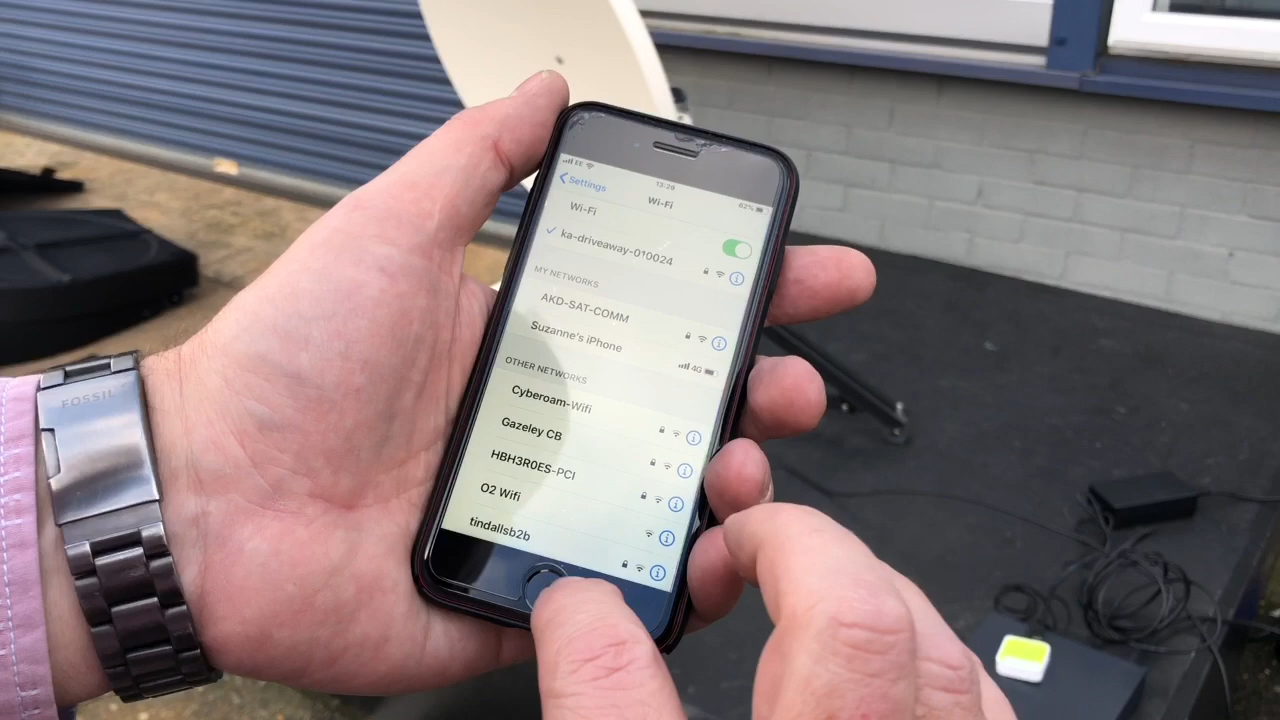 EE
13:26
62%
Settings
Wi-Fi
Wi-Fi
ka-driveaway-010024
MY NETWORKS
AKD-SAT-COMM
Suzanne's iPhone
4G
OTHER NETWORKS
Cyberoam-Wifi
Gazeley CB
HBH3R0ES-PCI
O2 Wifi
tindallsb2b
FOSSIL